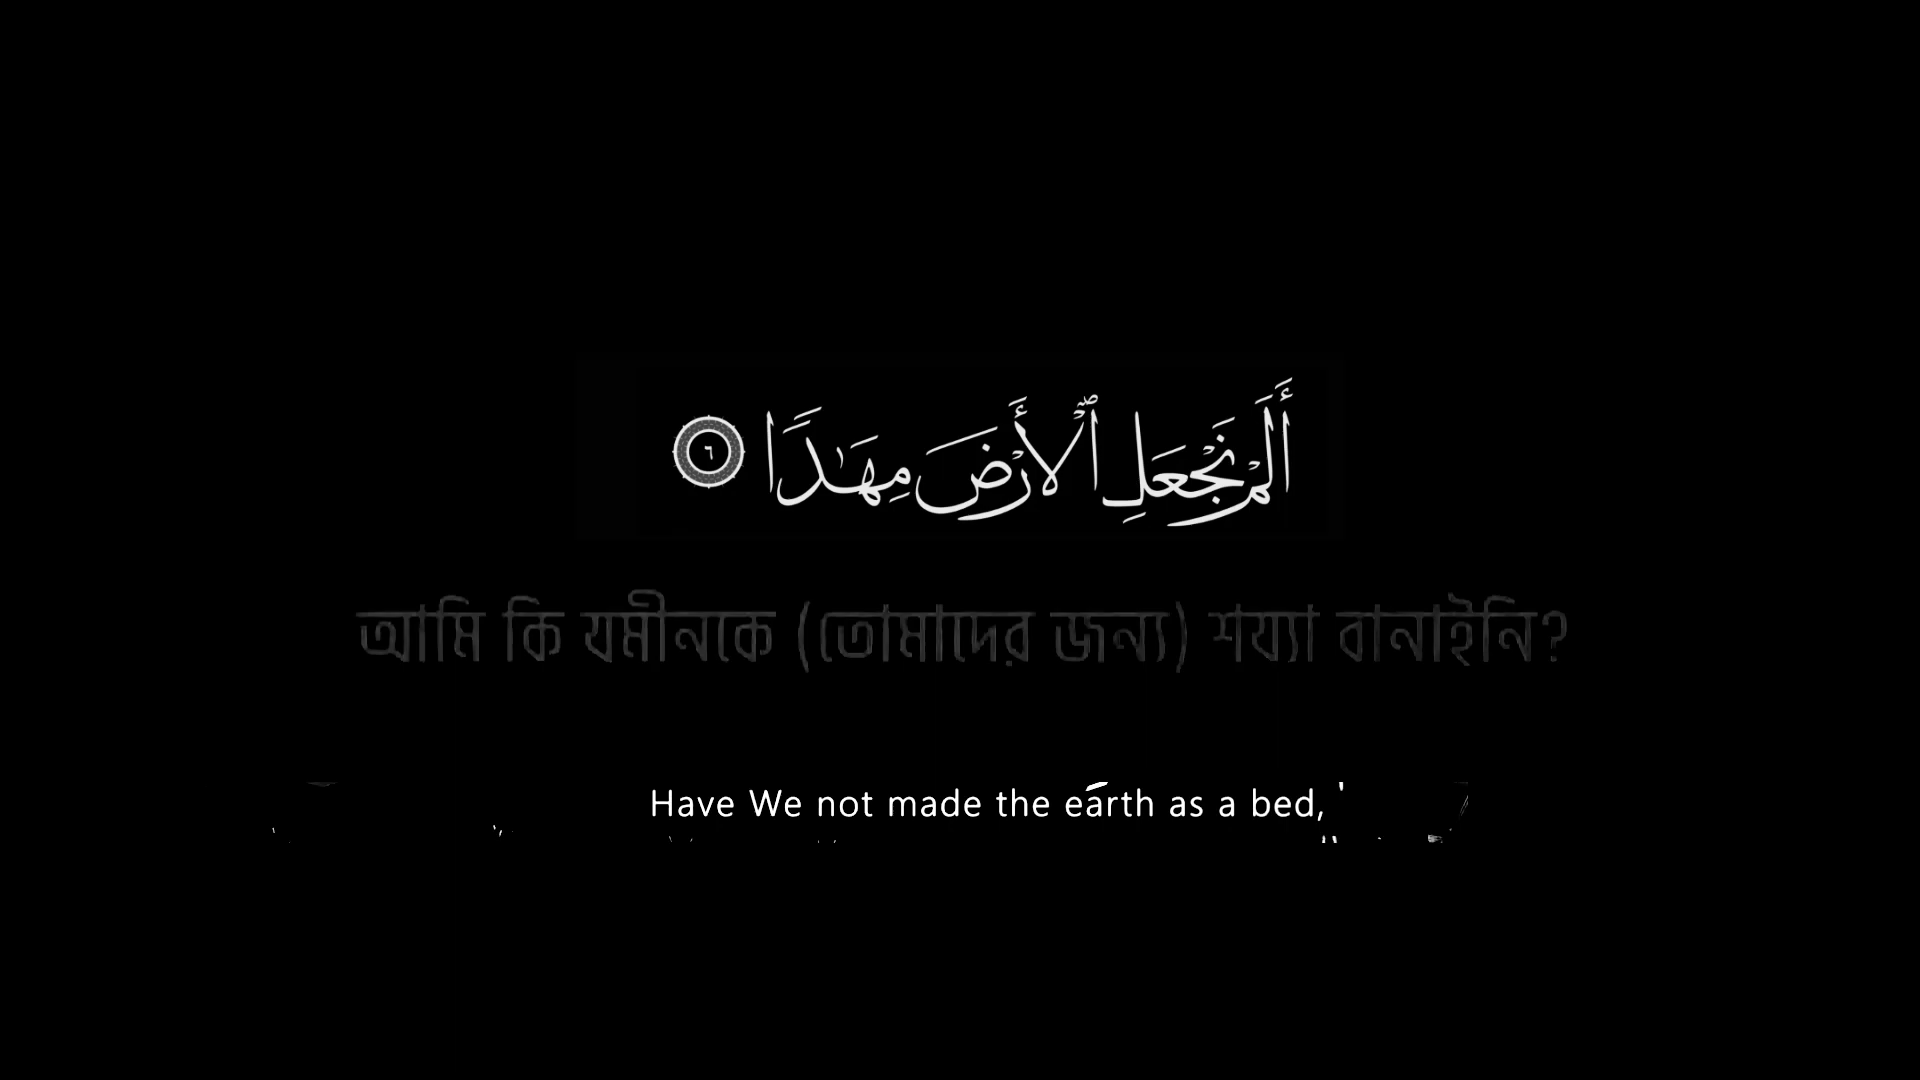 أَلَمْ نَجْعَلِ ٱلْأَرْضَ مِهَـٰدًا ٦
আমি কি যমীনকে (তোমাদের জন্য) শয্যা বানাইনি?
Have We not made the earth as a bed,